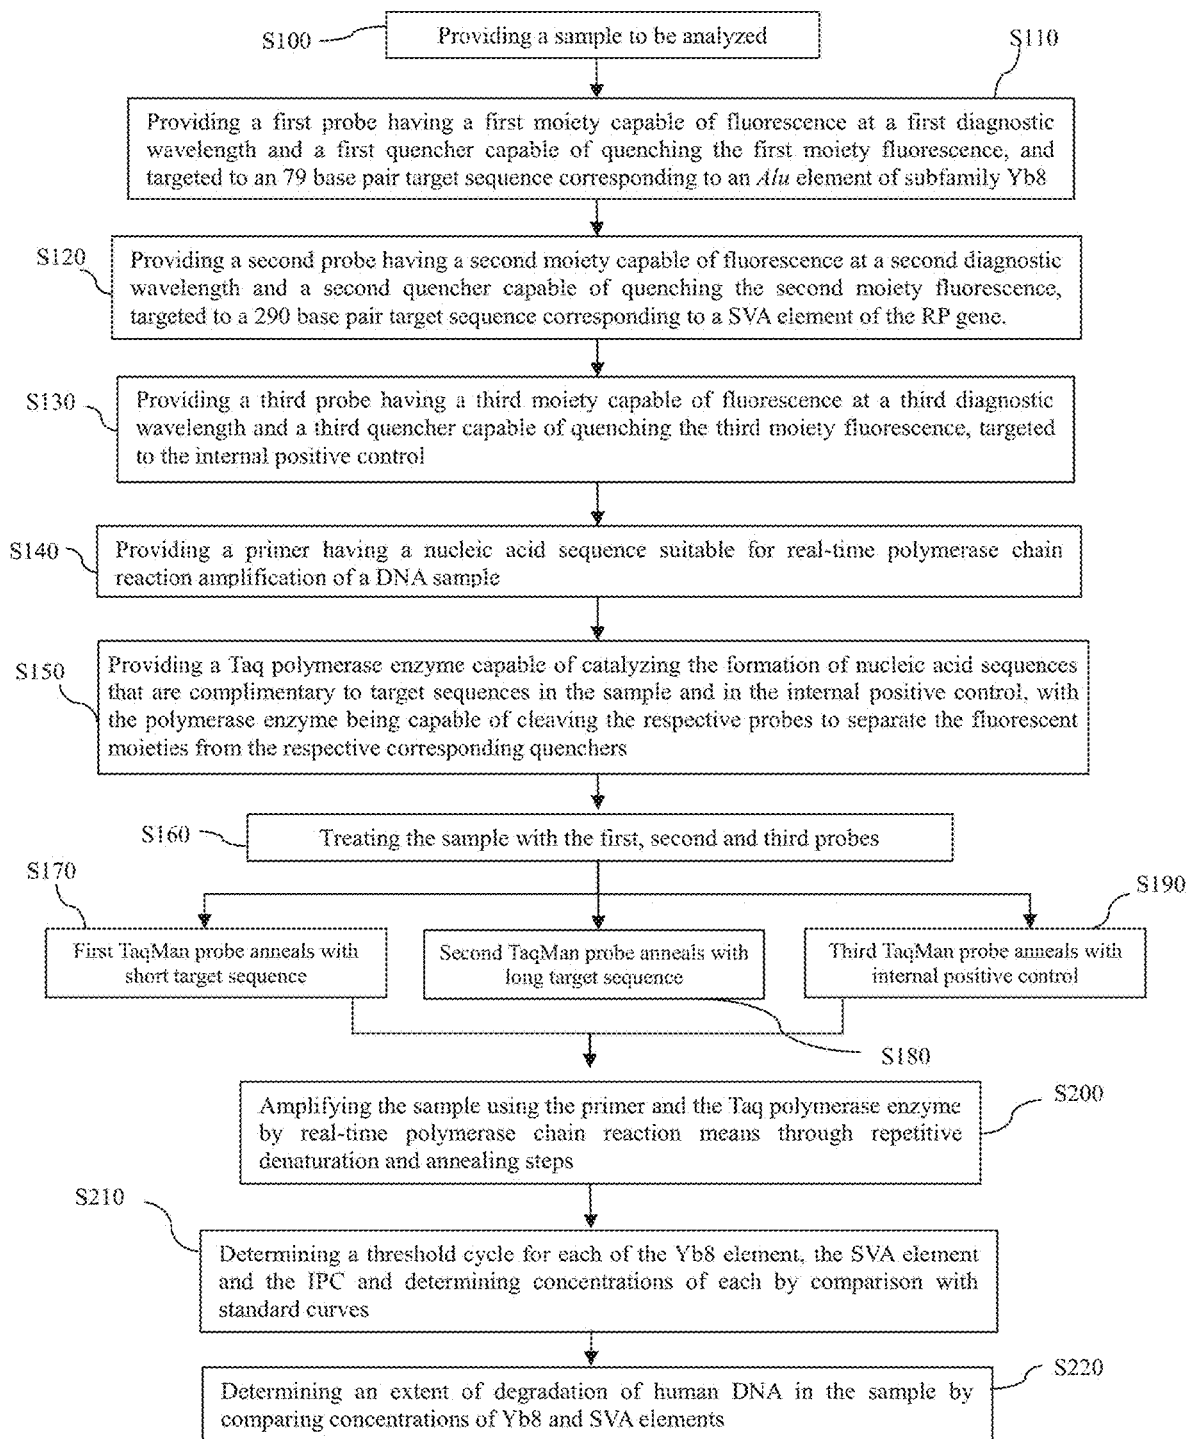 S100
Providing a sample to be analyzed
S110
Providing a first probe having a first moiety capable of fluorescence at a first diagnostic
wavelength and a first quencher capable of quenching the first moiety fluorescence, and
targeted to an 79 base pair target sequence corresponding to an Alu element of subfamily Yb8
S120
Providing a second probe having a second moiety capable of fluorescence at a second diagnostic
wavelength and a second quencher capable of quenching the second moiety fluorescence,
targeted to a 290 base pair target sequence corresponding to a SVA element of the RP gene.
S130
Providing a third probe having a third moiety capable of fluorescence at a third diagnostic
wavelength and a third quencher capable of quenching the third moiety fluorescence, targeted
to the internal positive control
S140
Providing a primer having a nucleic acid sequence suitable for real-time polymerase chain
reaction amplification of a DNA sample
S150
Providing a Taq polymerase enzyme capable of catalyzing the formation of nucleic acid sequences
that are complimentary to target sequences in the sample and in the internal positive control, with
the polymerase enzyme being capable of cleaving the respective probes to separate the fluorescent
moieties from the respective corresponding quenchers
S160
Treating the sample with the first, second and third probes
S170
S190
First TaqMan probe anneals with
short target sequence
Second TaqMan probe anneals with
long target sequence
Third TaqMan probe anneals with
internal positive control
S180
S200
Amplifying the sample using the primer and the Taq polymerase enzyme
by real-time polymerase chain reaction means through repetitive
denaturation and annealing steps
S210
Determining a threshold cycle for each of the Yb8 element, the SVA element
and the IPC and determining concentrations of each by comparison with
standard curves
S220
Determining an extent of degradation of human DNA in the sample by
comparing concentrations of Yb8 and SVA elements